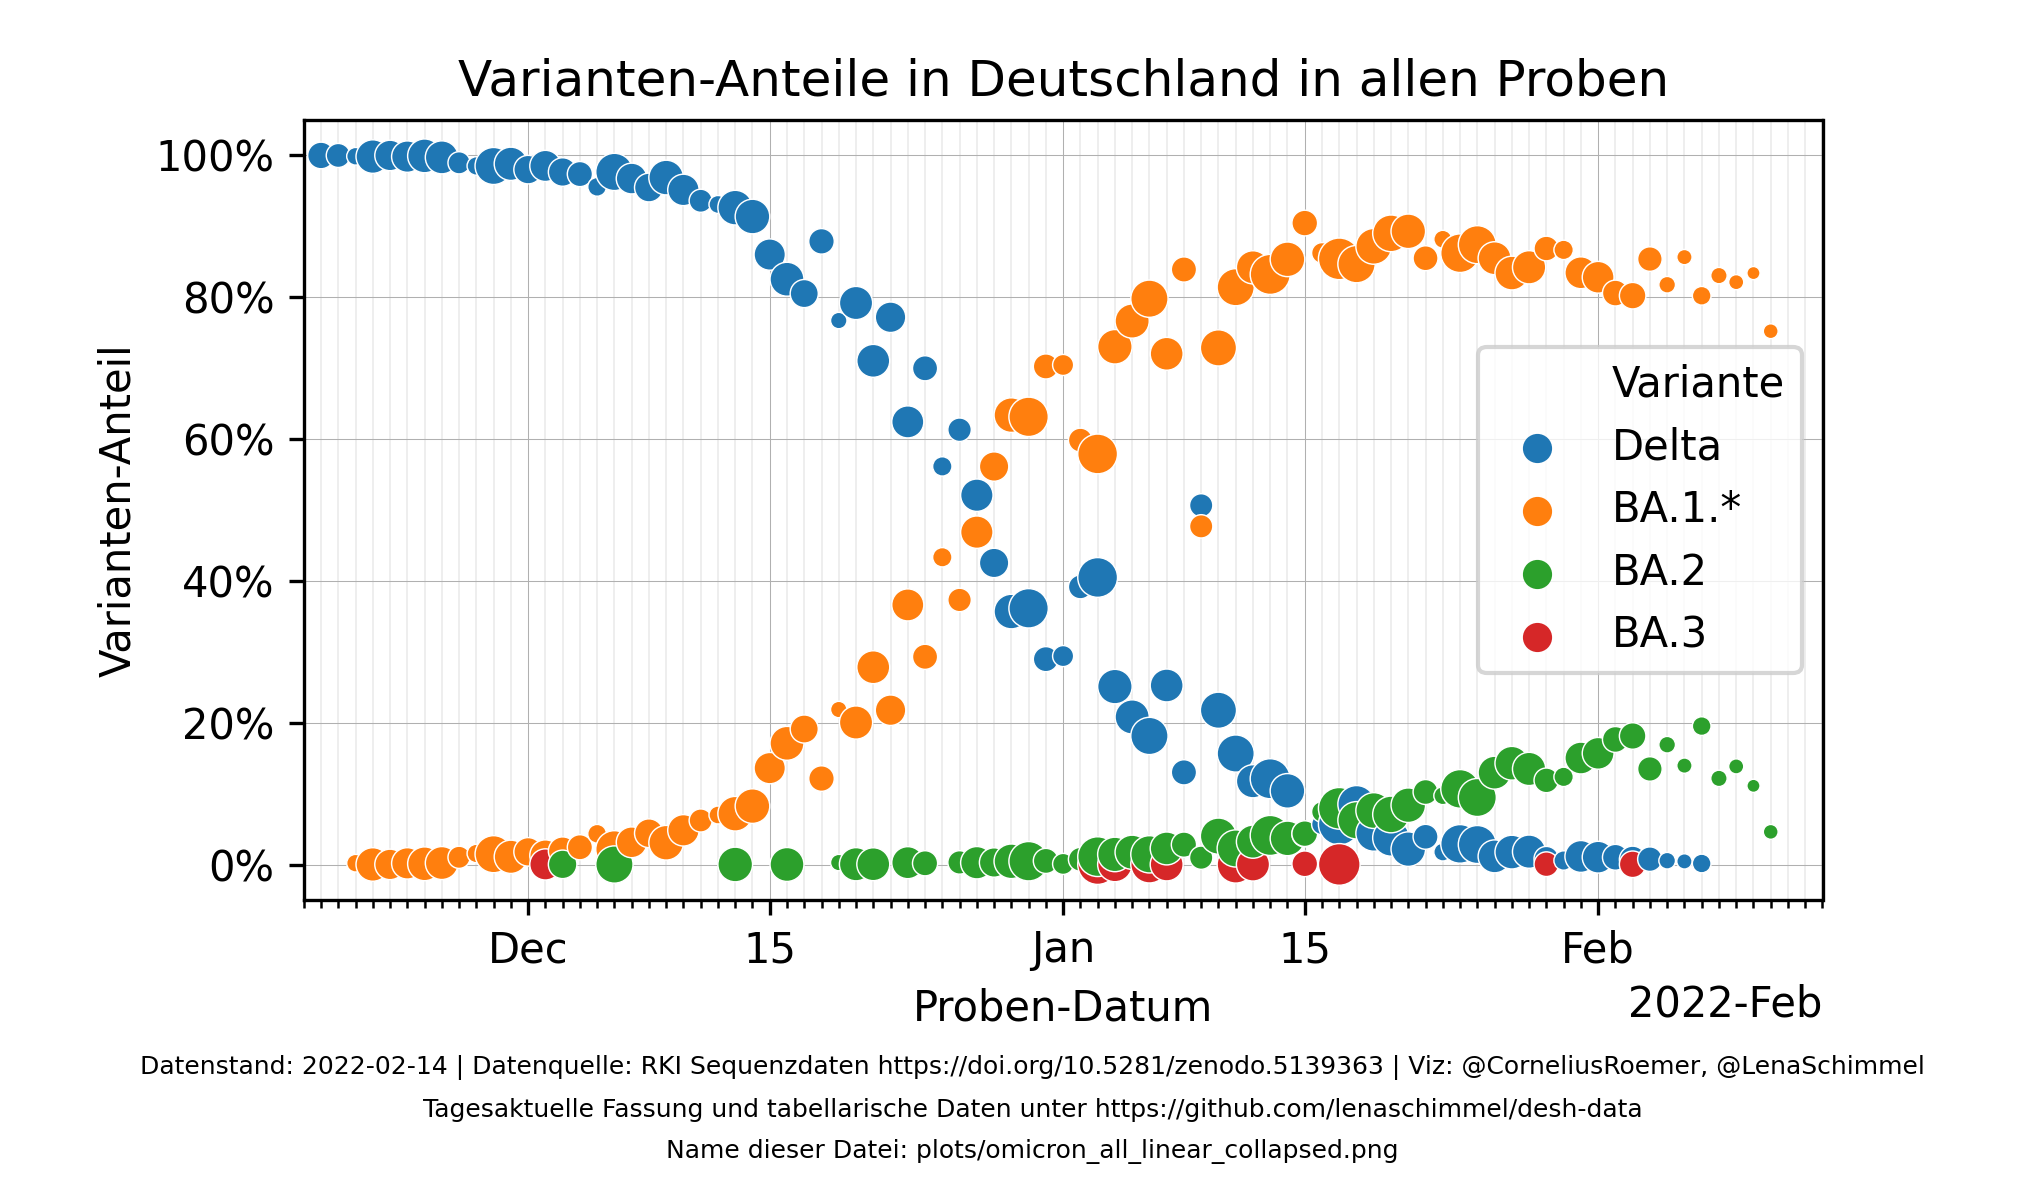 Varianten-Anteile in Deutschland in allen Proben
100%
80%
60%
40%
20%
0%
Varianten-Anteil
Variante
Delta
BA.1.*
BA.2
BA.3
Dec
15
Jan
15
Feb
Proben-Datum
2022-Feb
Datenstand: 2022-02-14 | Datenquelle: RKI Sequenzdaten https://doi.org/10.5281/zenodo.5139363 | Viz: @CorneliusRoemer, @LenaSchimmel
Tagesaktuelle Fassung und tabellarische Daten unter https://github.com/lenaschimmel/desh-data
Name dieser Datei: plots/omicron_all_linear_collapsed.png